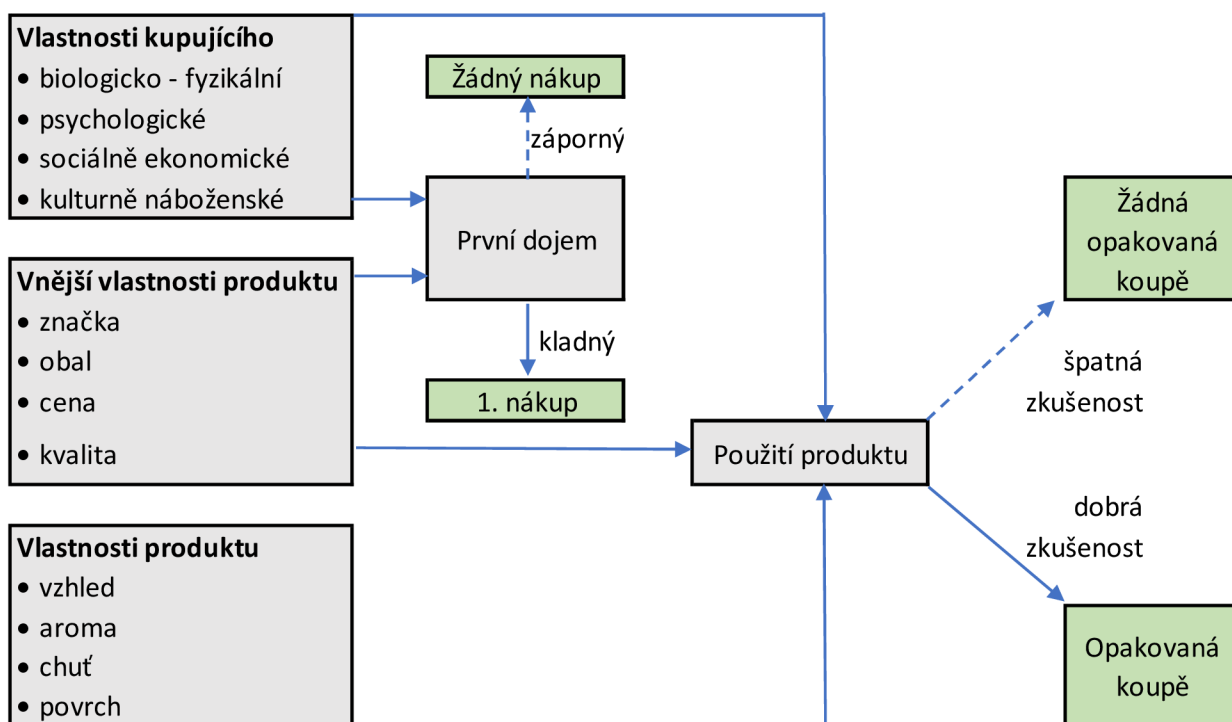 Vlastnosti kupujícího
• biologicko - fyzikální
• psychologické
• sociálně ekonomické
• kulturně náboženské
Žádný nákup
záporný
První dojem
kladný
1. nákup
Vnější vlastnosti produktu
• značka
• obal
• cena
• kvalita
Použití produktu
Žádná
opakovaná
koupě
špatná
zkušenost
dobrá
zkušenost
Opakovaná
koupě
Vlastnosti produktu
• vzhled
• aroma
• chuť
• povrch